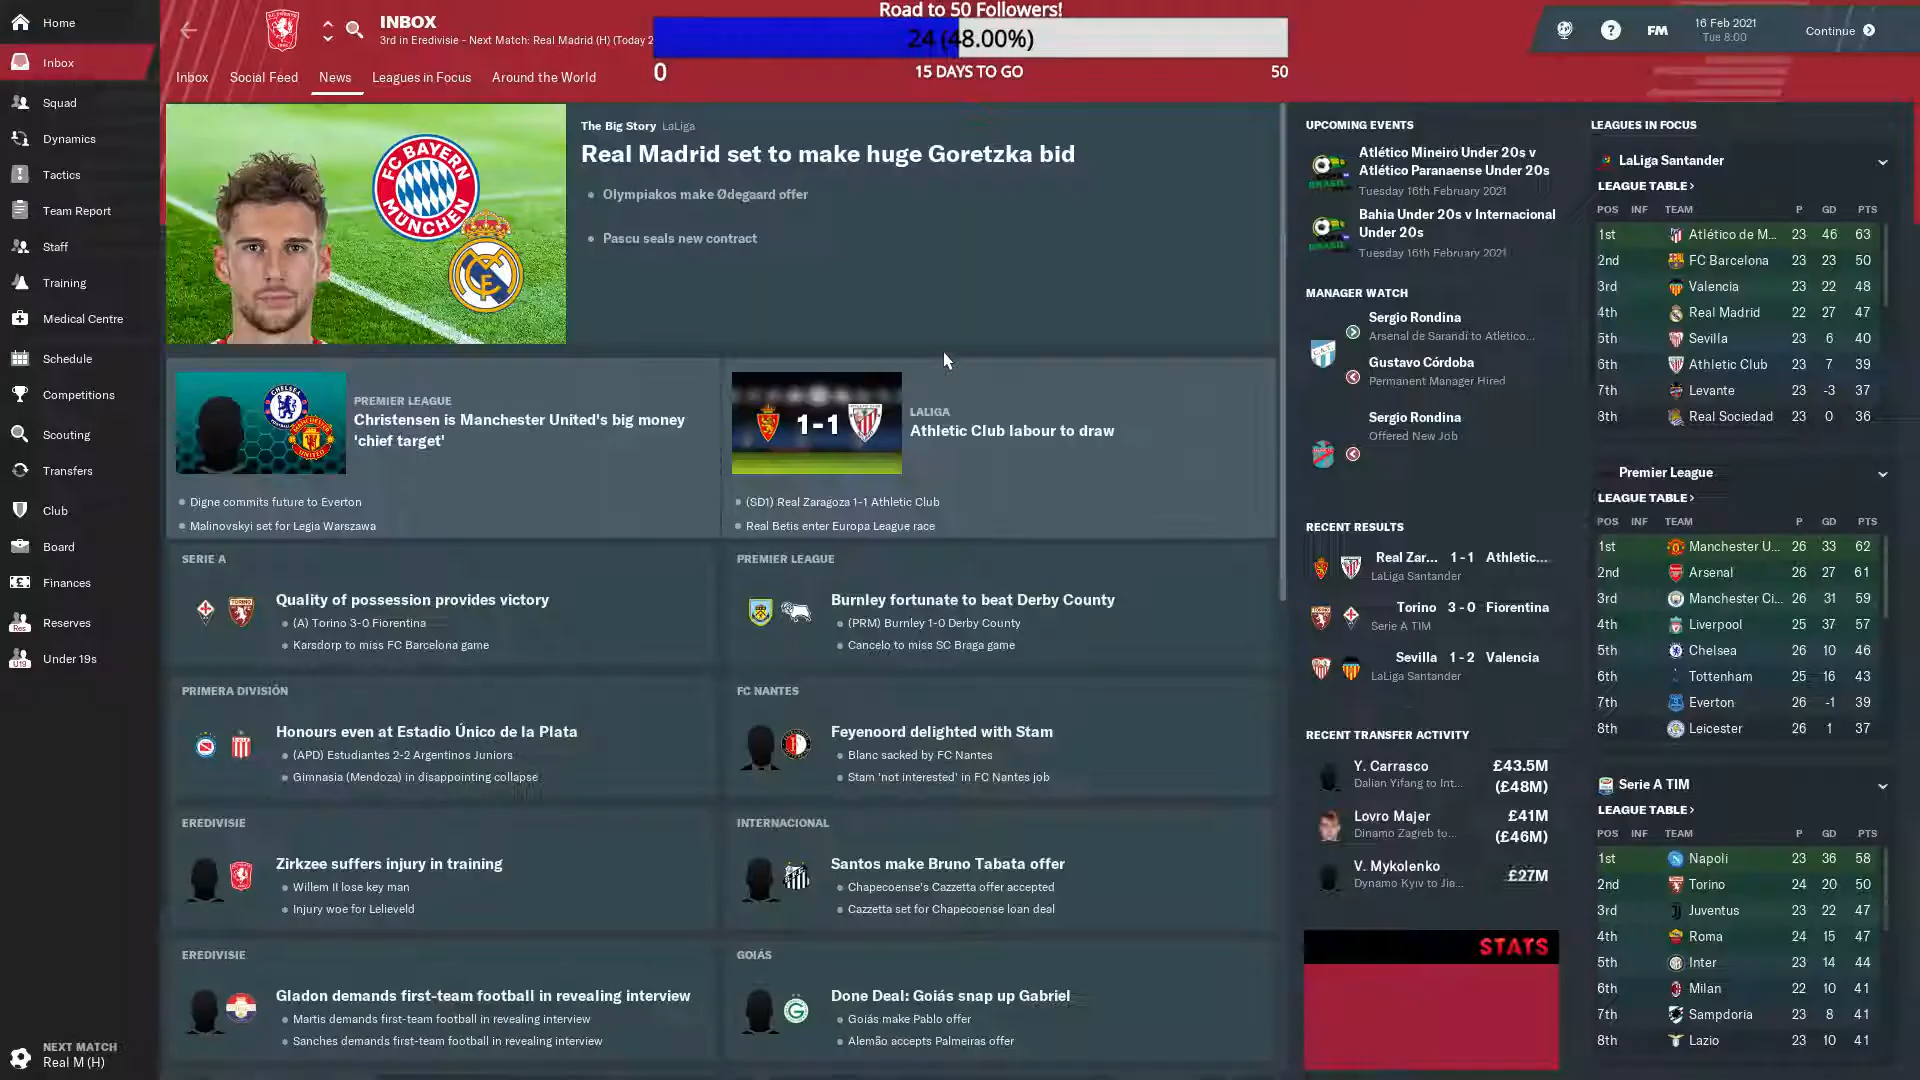 Home
Inbox
Squad
Dynamics
Tactics
Team Report
Staff
Training
Medical Centre
Schedule
Competitions
Scouting
Transfers
Club
Board
Finances
Reserves
Under 19s
NEXT MATCH
Real M (H)
INBOX
3rd in Eredivisie - Next Match: Real Madrid (H) (Today 2
Inbox Social Feed News Leagues in Focus Around the World
Road to 50 Followers!
24 (48.00%)
0 15 DAYS TO GO 50
FM
16 Feb 2021
Tue 8:00
Continue
FC BAYERN
MÜNCHEN
The Big Story LaLiga
Real Madrid set to make huge Goretzka bid
Olympiakos make Ødegaard offer
Pascu seals new contract
PREMIER LEAGUE
Christensen is Manchester United's big money
'chief target'
Digne commits future to Everton
Malinovskyi set for Legia Warszawa
1-1
LALIGA
Athletic Club labour to draw
(SD1) Real Zaragoza 1-1 Athletic Club
Real Betis enter Europa League race
SERIE A
Quality of possession provides victory
(A) Torino 3-0 Fiorentina
Karsdorp to miss FC Barcelona game
PREMIER LEAGUE
Burnley fortunate to beat Derby County
(PRM) Burnley 1-0 Derby County
Cancelo to miss SC Braga game
PRIMERA DIVISIÓN
Honours even at Estadio Único de la Plata
(APD) Estudiantes 2-2 Argentinos Juniors
Gimnasia (Mendoza) in disappointing collapse
FC NANTES
Feyenoord delighted with Stam
Blanc sacked by FC Nantes
Stam 'not interested' in FC Nantes job
EREDIVISIE
Zirkzee suffers injury in training
Willem II lose key man
Injury woe for Lelieveld
INTERNACIONAL
Santos make Bruno Tabata offer
Chapecoense's Cazzetta offer accepted
Cazzetta set for Chapecoense loan deal
EREDIVISIE
Gladon demands first-team football in revealing interview
Martis demands first-team football in revealing interview
Sanches demands first-team football in revealing interview
GOIÁS
Done Deal: Goiás snap up Gabriel
Goiás make Pablo offer
Alemão accepts Palmeiras offer
UPCOMING EVENTS
Atlético Mineiro Under 20s v
Atlético Paranaense Under 20s
Tuesday 16th February 2021
Bahia Under 20s v Internacional
Under 20s
Tuesday 16th February 2021
MANAGER WATCH
Sergio Rondina
Arsenal de Sarandí to Atlético...
Gustavo Córdoba
Permanent Manager Hired
Sergio Rondina
Offered New Job
RECENT RESULTS
Real Zar... 1 - 1 Athletic...
LaLiga Santander
Torino 3 - 0 Fiorentina
Serie A TIM
Sevilla 1 - 2 Valencia
LaLiga Santander
RECENT TRANSFER ACTIVITY
Y. Carrasco £43.5M
Dalian Yifang to Int... (£48M)
Lovro Majer £41M
Dinamo Zagreb to... (£46M)
V. Mykolenko £27M
Dynamo Kyiv to Jia...
STATS
LEAGUES IN FOCUS
LaLiga Santander
LEAGUE TABLE >
POS INF TEAM P GD PTS
1st Atlético de M... 23 46 63
2nd FC Barcelona 23 23 50
3rd Valencia 23 22 48
4th Real Madrid 22 27 47
5th Sevilla 23 6 40
6th Athletic Club 23 7 39
7th Levante 23 -3 37
8th Real Sociedad 23 0 36
Premier League
LEAGUE TABLE >
POS INF TEAM P GD PTS
1st Manchester U... 26 33 62
2nd Arsenal 26 27 61
3rd Manchester Ci... 26 31 59
4th Liverpool 25 37 57
5th Chelsea 26 10 46
6th Tottenham 25 16 43
7th Everton 26 -1 39
8th Leicester 26 1 37
Serie A TIM
LEAGUE TABLE >
POS INF TEAM P GD PTS
1st Napoli 23 36 58
2nd Torino 24 20 50
3rd Juventus 23 22 47
4th Roma 24 15 47
5th Inter 23 14 44
6th Milan 22 10 41
7th Sampdoria 23 8 41
8th Lazio 23 10 41